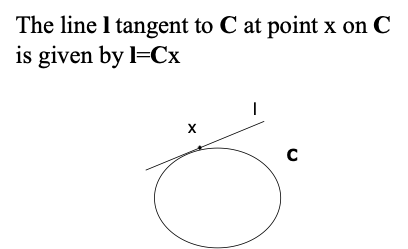 The line l tangent to C at point x on C
is given by l=Cx
l
x
C